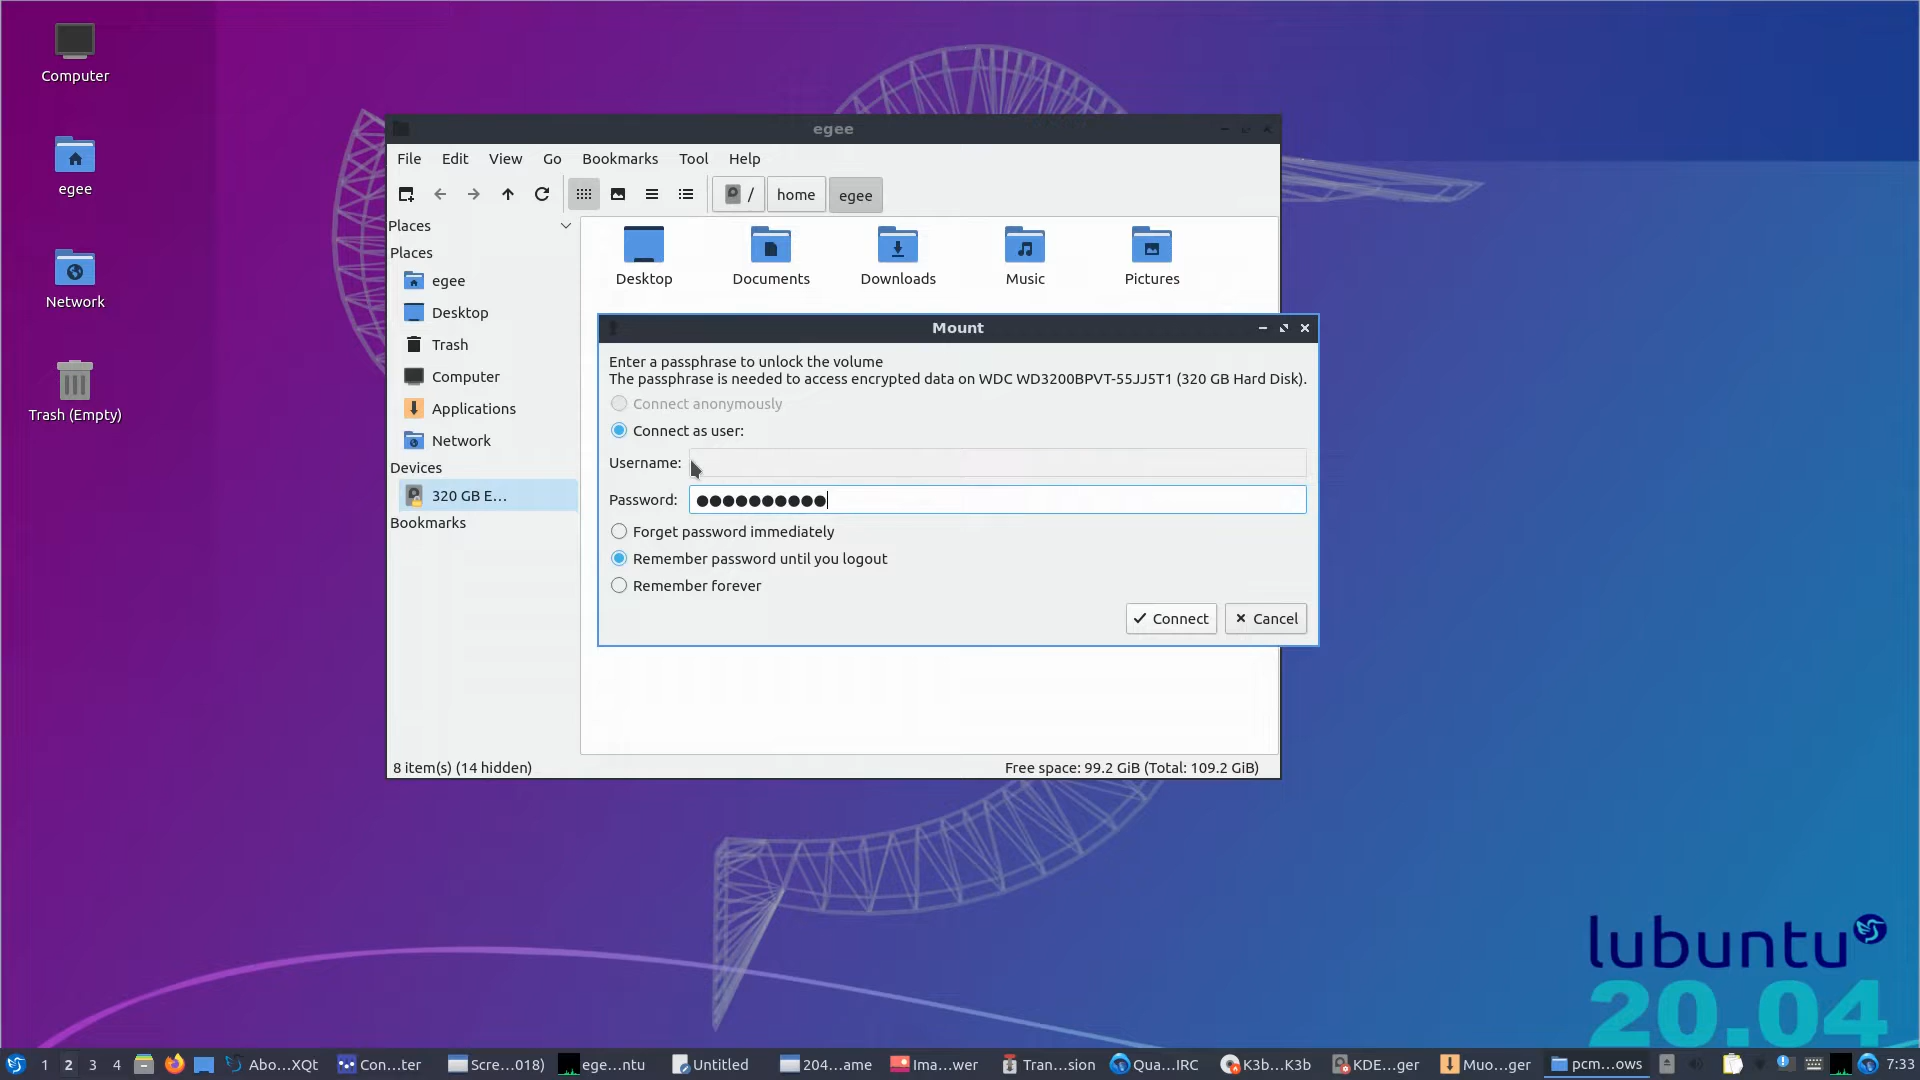 Computer
egee
Network
Trash (Empty)
egee
File Edit View Go Bookmarks Tool Help
/ home egee
Places
Places
egee
Desktop
Trash
Computer
Applications
Network
Devices
320 GB E...
Bookmarks
Desktop Documents Downloads Music Pictures
Mount
Enter a passphrase to unlock the volume
The passphrase is needed to access encrypted data on WDC WD3200BPVT-55JJ5T1 (320 GB Hard Disk).
Connect anonymously
Connect as user:
Username:
Password: ●●●●●●●●●●
Forget password immediately
Remember password until you logout
Remember forever
Connect Cancel
8 item(s) (14 hidden) Free space: 99.2 GiB (Total: 109.2 GiB)
lubuntu
20.04
1 2 3 4 Abo...XQt Con...ter Scre...018) ege...ntu Untitled 204...ame Ima...wer Tran...sion Qua...IRC K3b...K3b KDE...ger Muo...ger pcm...ows 7:33